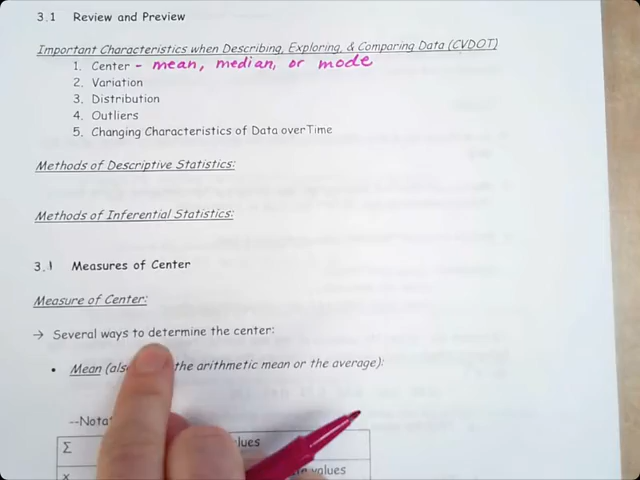 3.1 Review and Preview
Important Characteristics when Describing, Exploring, & Comparing Data (CVDOT)
1. Center - mean, median, or mode
2. Variation
3. Distribution
4. Outliers
5. Changing Characteristics of Data over Time
Methods of Descriptive Statistics:
Methods of Inferential Statistics:
3.1 Measures of Center
Measure of Center:
→ Several ways to determine the center:
• Mean the arithmetic mean or the average):
Σ
x values